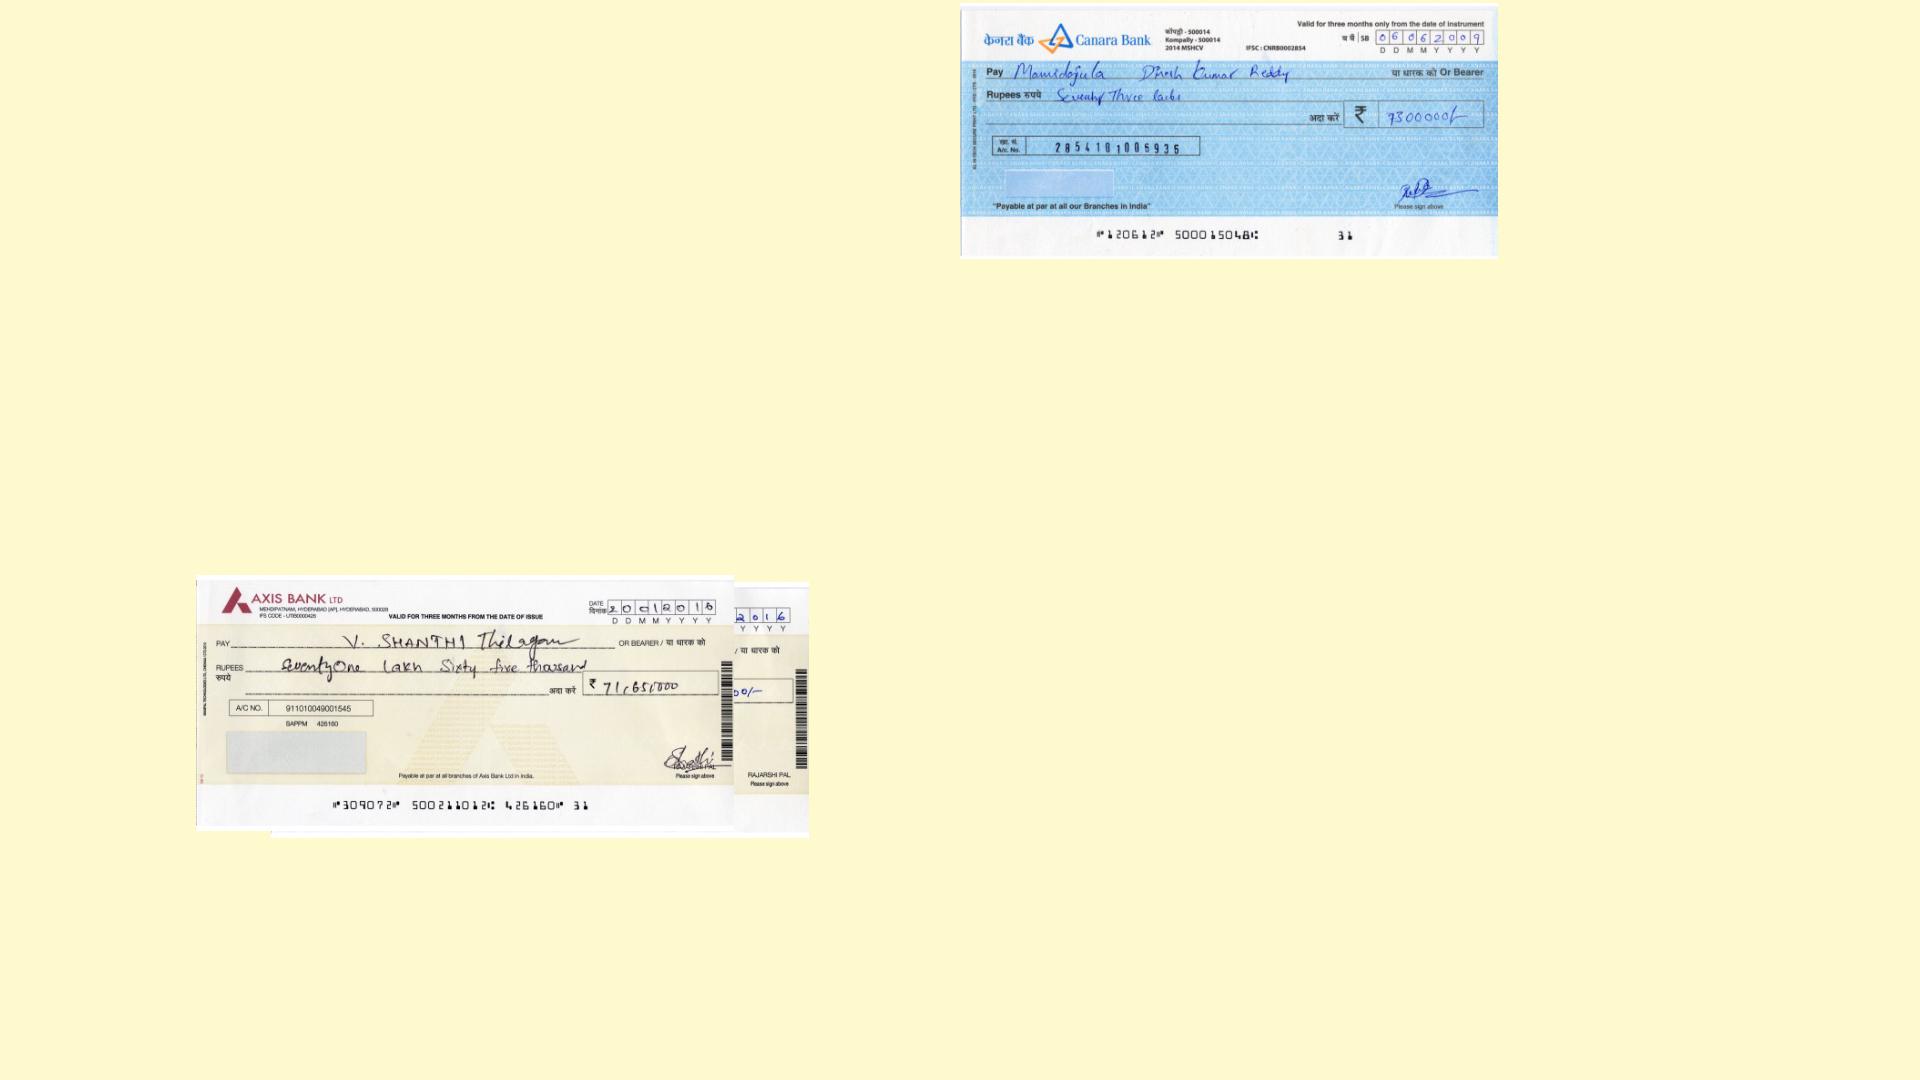 Valid for three months only from the date of instrument
केनरा बैंक Canara Bank
कोंपल्ली - 500014
Kompally - 500014
2014 MSHCV
IFSC : CNRB0002854
SB 0 6 0 6 2 0 0 9
D D M M Y Y Y Y
Pay Mamidojula Dinesh Kumar Reddy या धारक को Or Bearer
Rupees रुपये Seventy Three lacks
अदा करें ₹ 7300000/-
A/c. No. 2854101006935
"Payable at par at all our Branches in India"
Please sign above
120612 500015048 31
AXIS BANK LTD
MEHDIPATNAM, HYDERABAD [AP], HYDERABAD, 500028
IFS CODE - UTIB0000426
VALID FOR THREE MONTHS FROM THE DATE OF ISSUE
DATE
दिनांक 2 0 0 1 2 0 1 6
D D M M Y Y Y Y
PAY V. SHANTHI Thilagam OR BEARER / या धारक को
RUPEES Seventy One Lakh Sixty five thousand
रुपये
अदा करें ₹ 71,65,000
A/C NO. 911010049001545
SAPPM 426160
Payable at par at all branches of Axis Bank Ltd in India.
RAJARSHI PAL
Please sign above
309072 500211012 426160 31
2 0 1 6
Y Y Y Y
/ या धारक को
00/-
RAJARSHI PAL
Please sign above